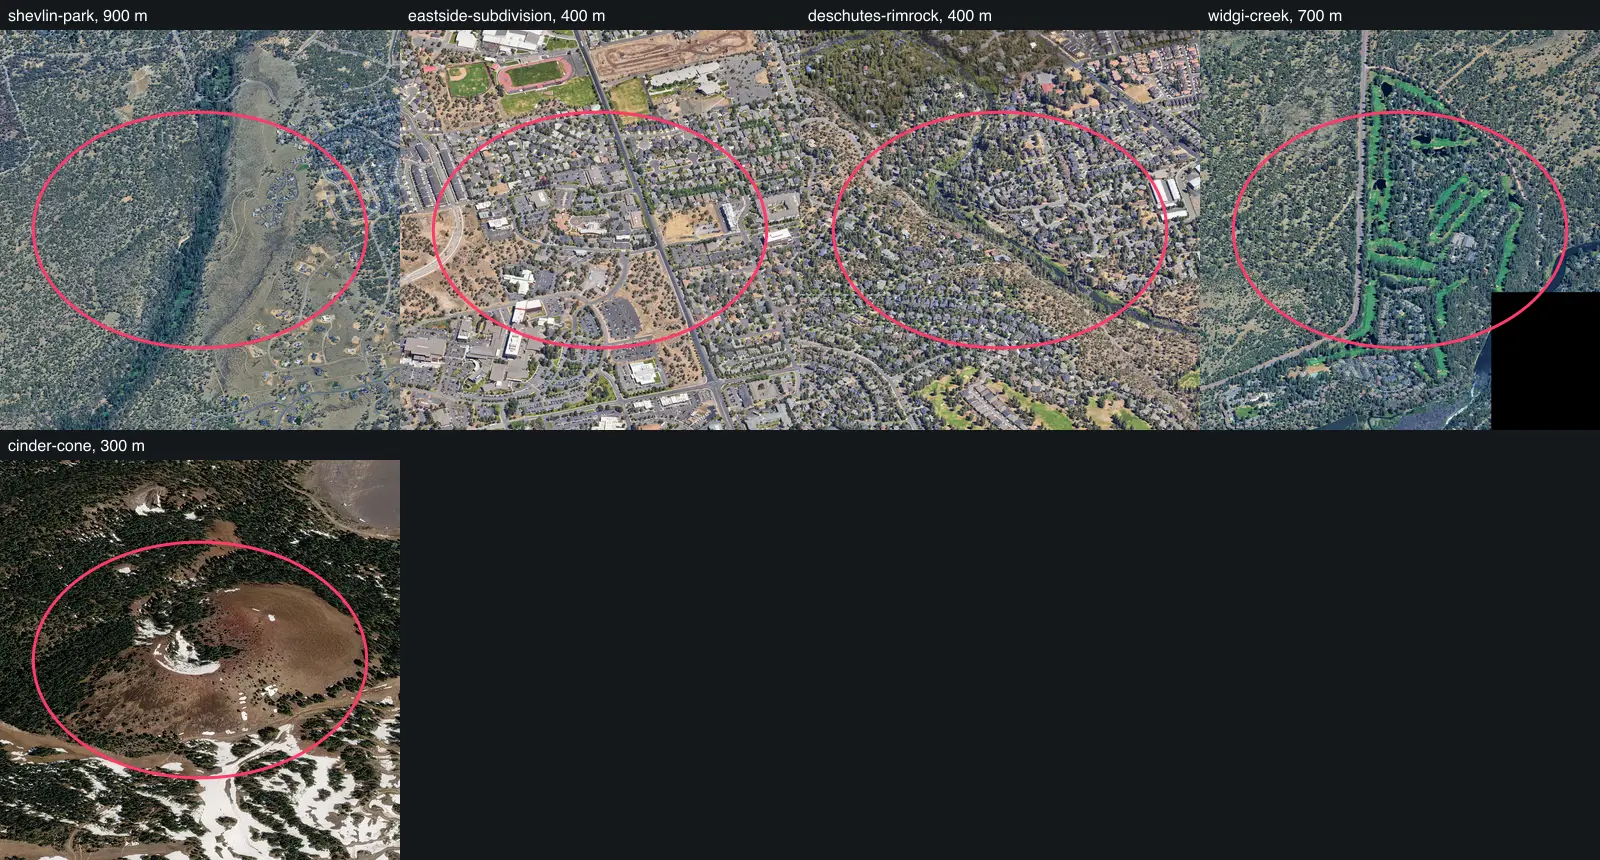 shevlin-park, 900 m
eastside-subdivision, 400 m
deschutes-rimrock, 400 m
widgi-creek, 700 m
cinder-cone, 300 m